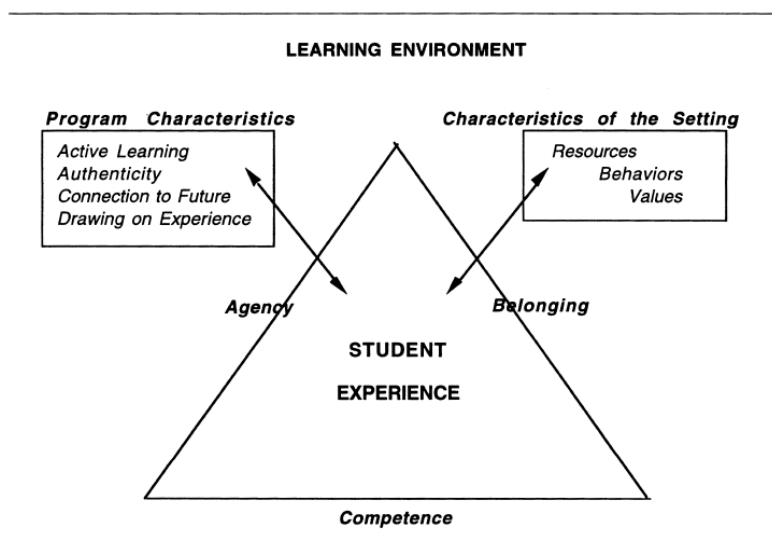 LEARNING ENVIRONMENT
Program Characteristics
Active Learning
Authenticity
Connection to Future
Drawing on Experience
Characteristics of the Setting
Resources
Behaviors
Values
Agency
Belonging
STUDENT
EXPERIENCE
Competence